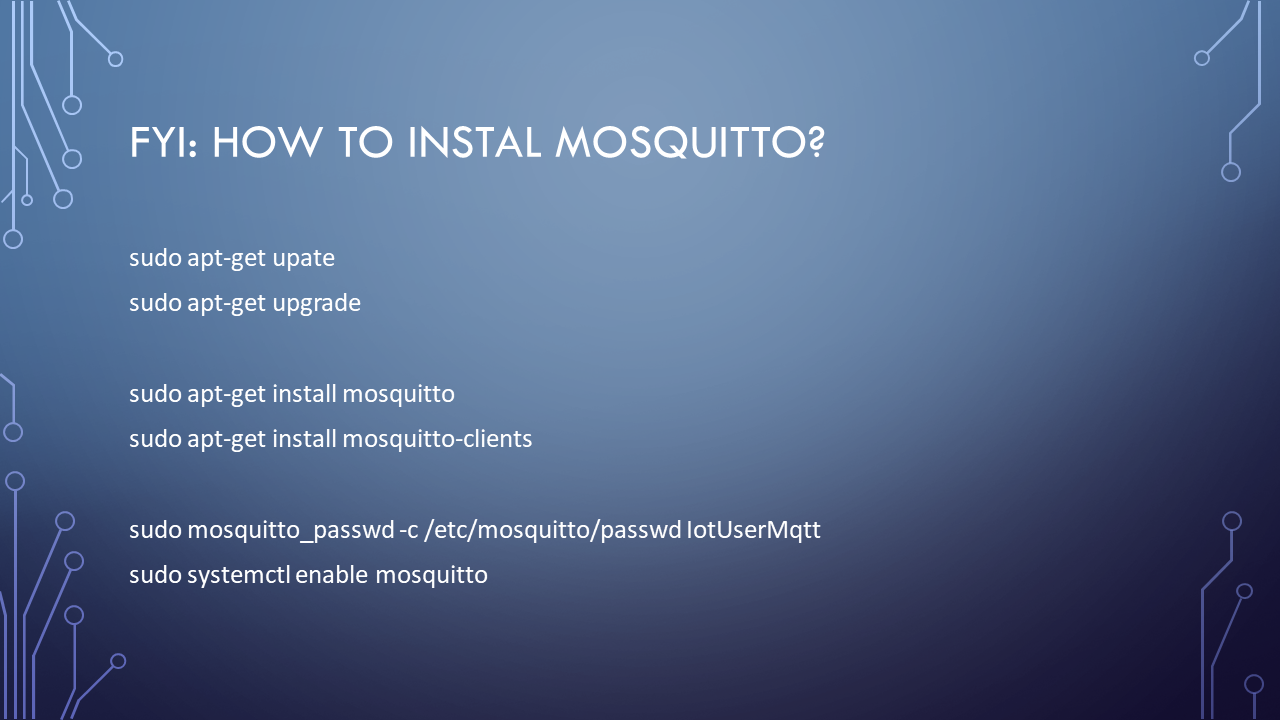 FYI: HOW TO INSTAL MOSQUITTO?
sudo apt-get upate
sudo apt-get upgrade
sudo apt-get install mosquitto
sudo apt-get install mosquitto-clients
sudo mosquitto_passwd -c /etc/mosquitto/passwd IotUserMqtt
sudo systemctl enable mosquitto